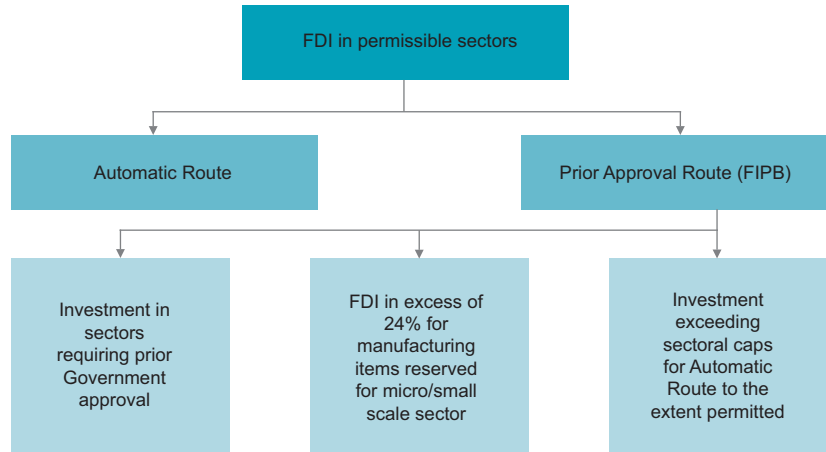 FDI in permissible sectors
Automatic Route
Prior Approval Route (FIPB)
Investment in
sectors
requiring prior
Government
approval
FDI in excess of
24% for
manufacturing
items reserved
for micro/small
scale sector
Investment
exceeding
sectoral caps
for Automatic
Route to the
extent permitted